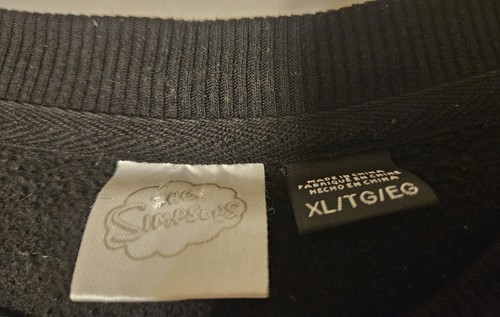 THE
SIMPSONS
MADE IN CHINA
FABRIQUÉ EN CHINE
HECHO EN CHINA
XL/TG/EG